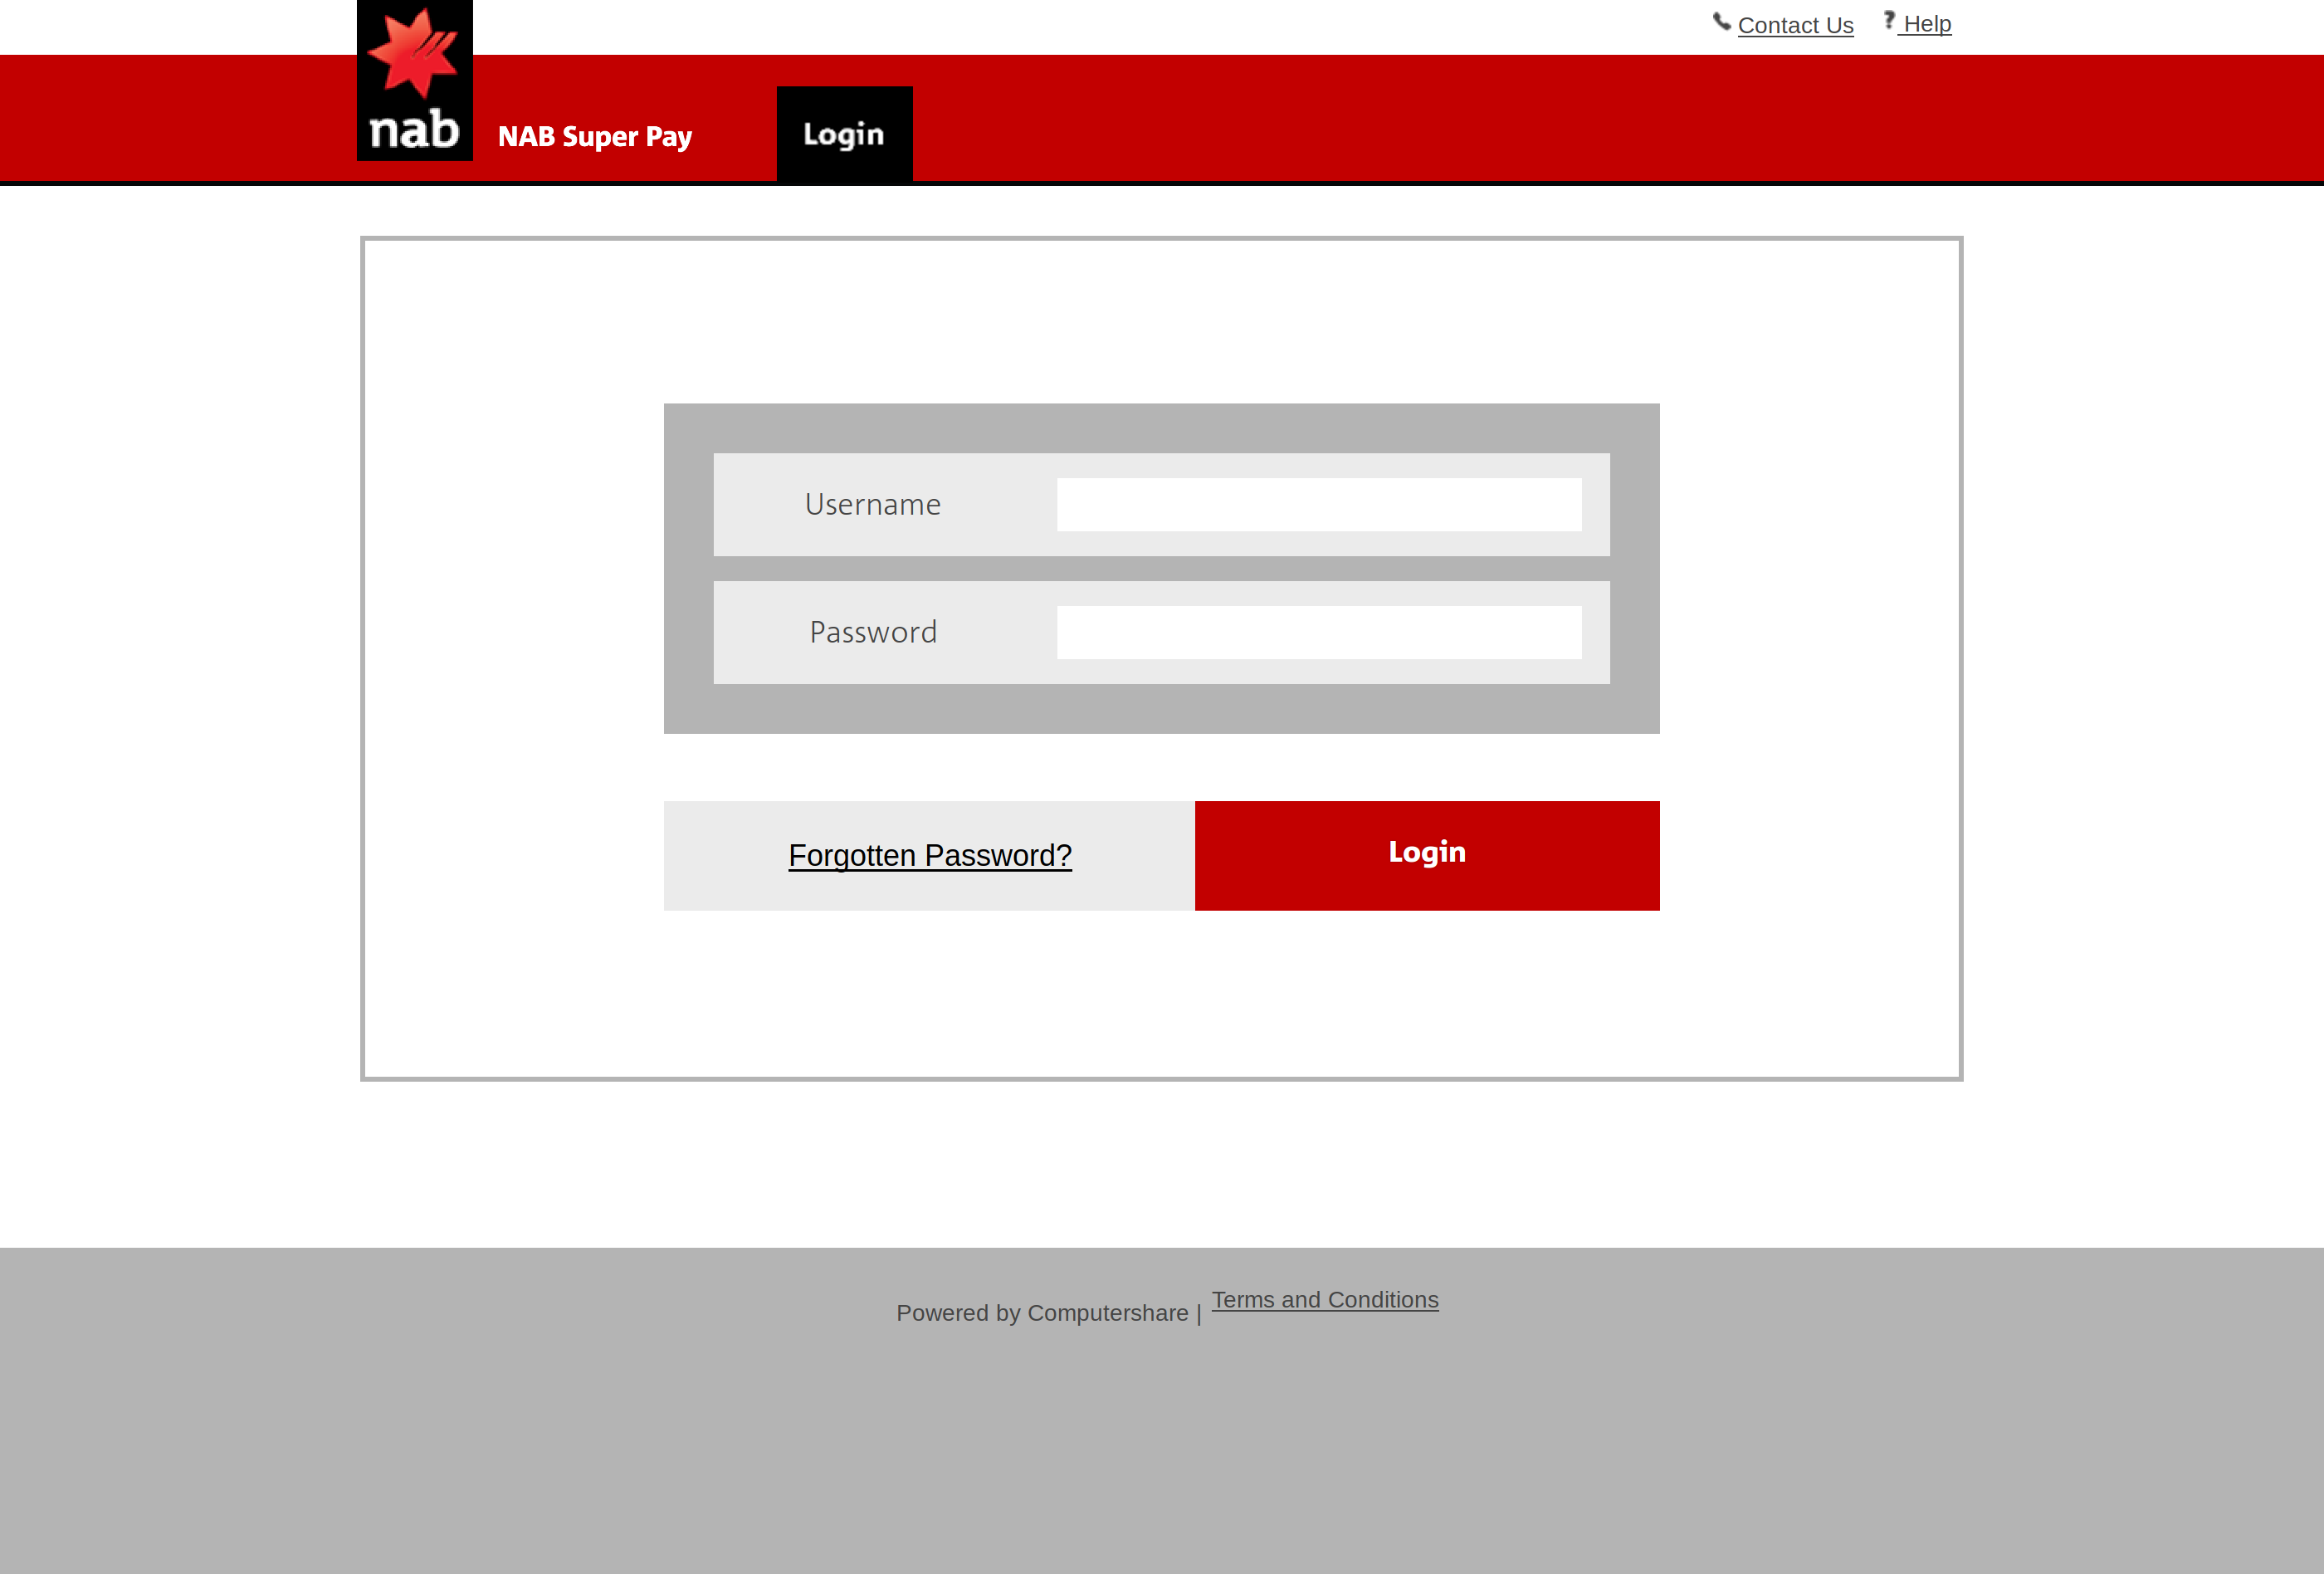 Contact Us
? Help
nab
NAB Super Pay
Login
Username
Password
Forgotten Password?
Login
Powered by Computershare |
Terms and Conditions